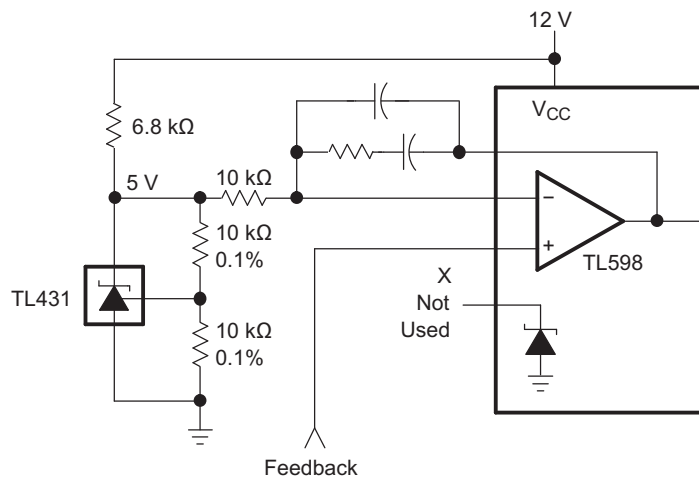 12 V
VCC
6.8 kΩ
5 V
10 kΩ
10 kΩ
0.1%
TL431
10 kΩ
0.1%
−
+
TL598
X
Not
Used
Feedback